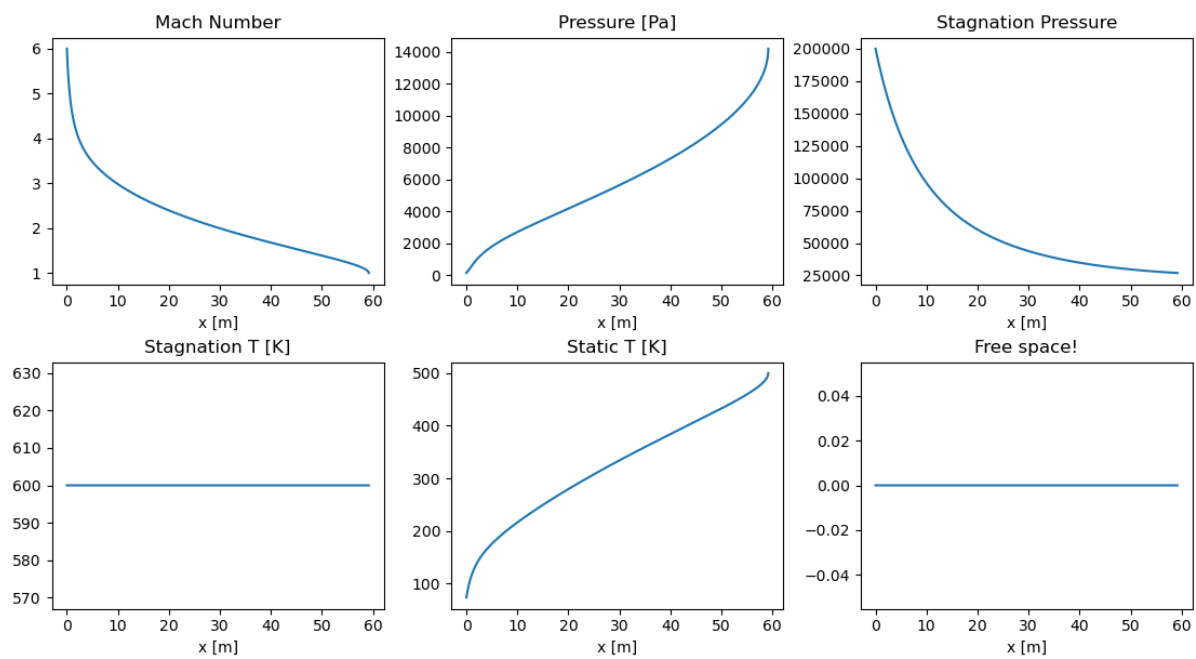 Mach Number
6
5
4
3
2
1
0 10 20 30 40 50 60
x [m]
Pressure [Pa]
14000
12000
10000
8000
6000
4000
2000
0
0 10 20 30 40 50 60
x [m]
Stagnation Pressure
200000
175000
150000
125000
100000
75000
50000
25000
0 10 20 30 40 50 60
x [m]
Stagnation T [K]
630
620
610
600
590
580
570
0 10 20 30 40 50 60
x [m]
Static T [K]
500
400
300
200
100
0 10 20 30 40 50 60
x [m]
Free space!
0.04
0.02
0.00
−0.02
−0.04
0 10 20 30 40 50 60
x [m]